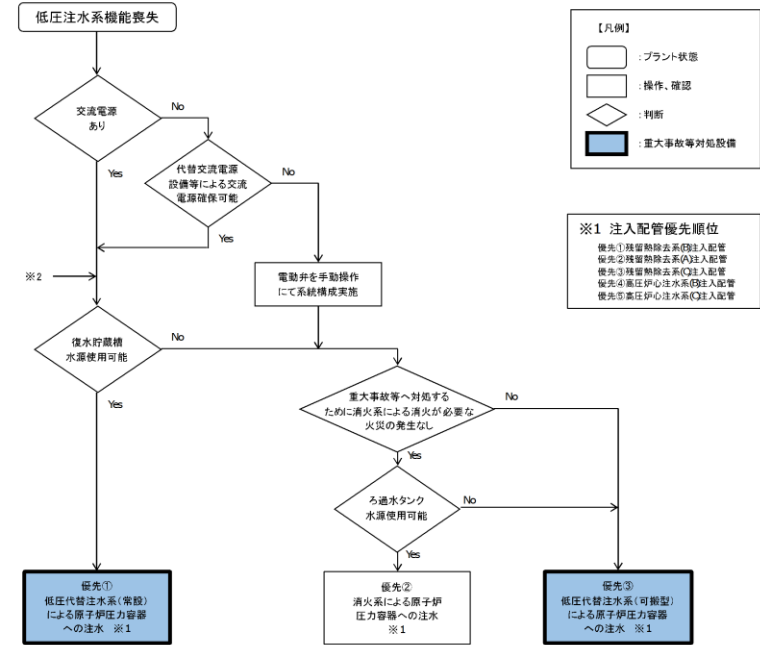 低圧注水系機能喪失
【凡例】
:プラント状態
:操作、確認
:判断
:重大事故等対処設備
交流電源
あり
No
Yes
代替交流電源
設備等による交流
電源確保可能
No
Yes
※1 注入配管優先順位
優先①残留熱除去系(B)注入配管
優先②残留熱除去系(A)注入配管
優先③残留熱除去系(C)注入配管
優先④高圧炉心注水系(B)注入配管
優先⑤高圧炉心注水系(C)注入配管
※2
電動弁を手動操作
にて系統構成実施
復水貯蔵槽
水源使用可能
No
Yes
重大事故等へ対処する
ために消火系による消火が必要な
火災の発生なし
No
Yes
ろ過水タンク
水源使用可能
No
Yes
優先①
低圧代替注水系(常設)
による原子炉圧力容器
への注水 ※1
優先②
消火系による原子炉
圧力容器への注水
※1
優先③
低圧代替注水系(可搬型)
による原子炉圧力容器
への注水 ※1